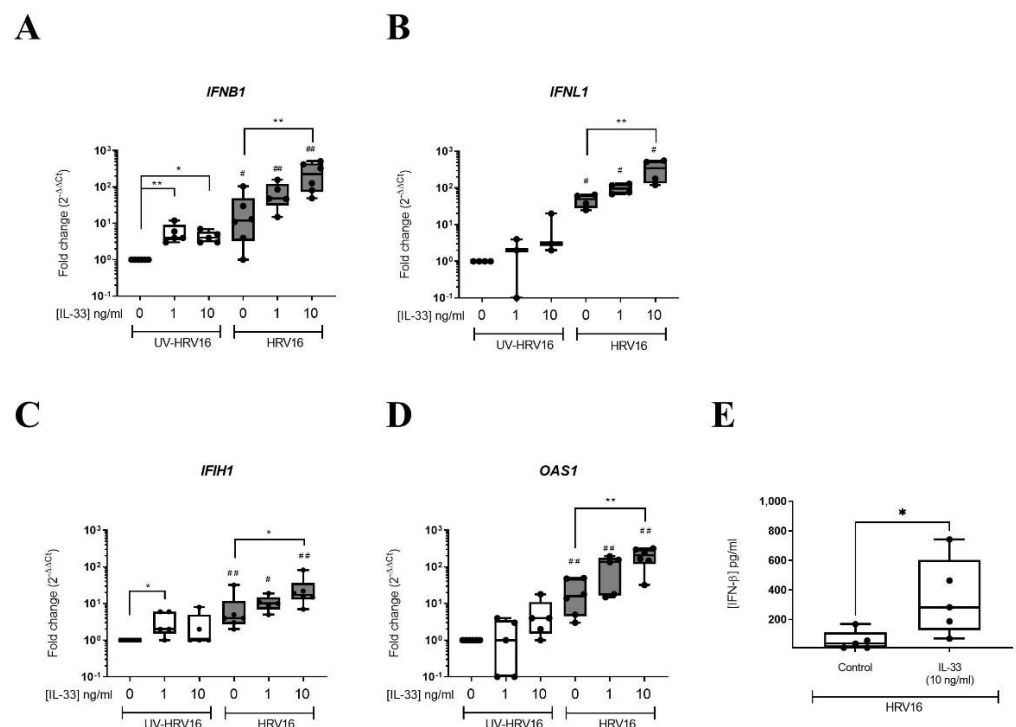 A
IFNB1
Fold change (2^-ΔΔCt)
10³
10²
10¹
10⁰
10⁻¹
**
*
**
#
##
##
[IL-33] ng/ml 0 1 10 0 1 10
UV-HRV16 HRV16
B
IFNL1
Fold change (2^-ΔΔCt)
10³
10²
10¹
10⁰
10⁻¹
**
#
#
#
[IL-33] ng/ml 0 1 10 0 1 10
UV-HRV16 HRV16
C
IFIH1
Fold change (2^-ΔΔCt)
10³
10²
10¹
10⁰
10⁻¹
*
*
##
#
##
[IL-33] ng/ml 0 1 10 0 1 10
UV-HRV16 HRV16
D
OAS1
Fold change (2^-ΔΔCt)
10³
10²
10¹
10⁰
10⁻¹
**
##
##
##
[IL-33] ng/ml 0 1 10 0 1 10
UV-HRV16 HRV16
E
[IFN-β] pg/ml
1,000
800
600
400
200
*
Control IL-33
(10 ng/ml)
HRV16